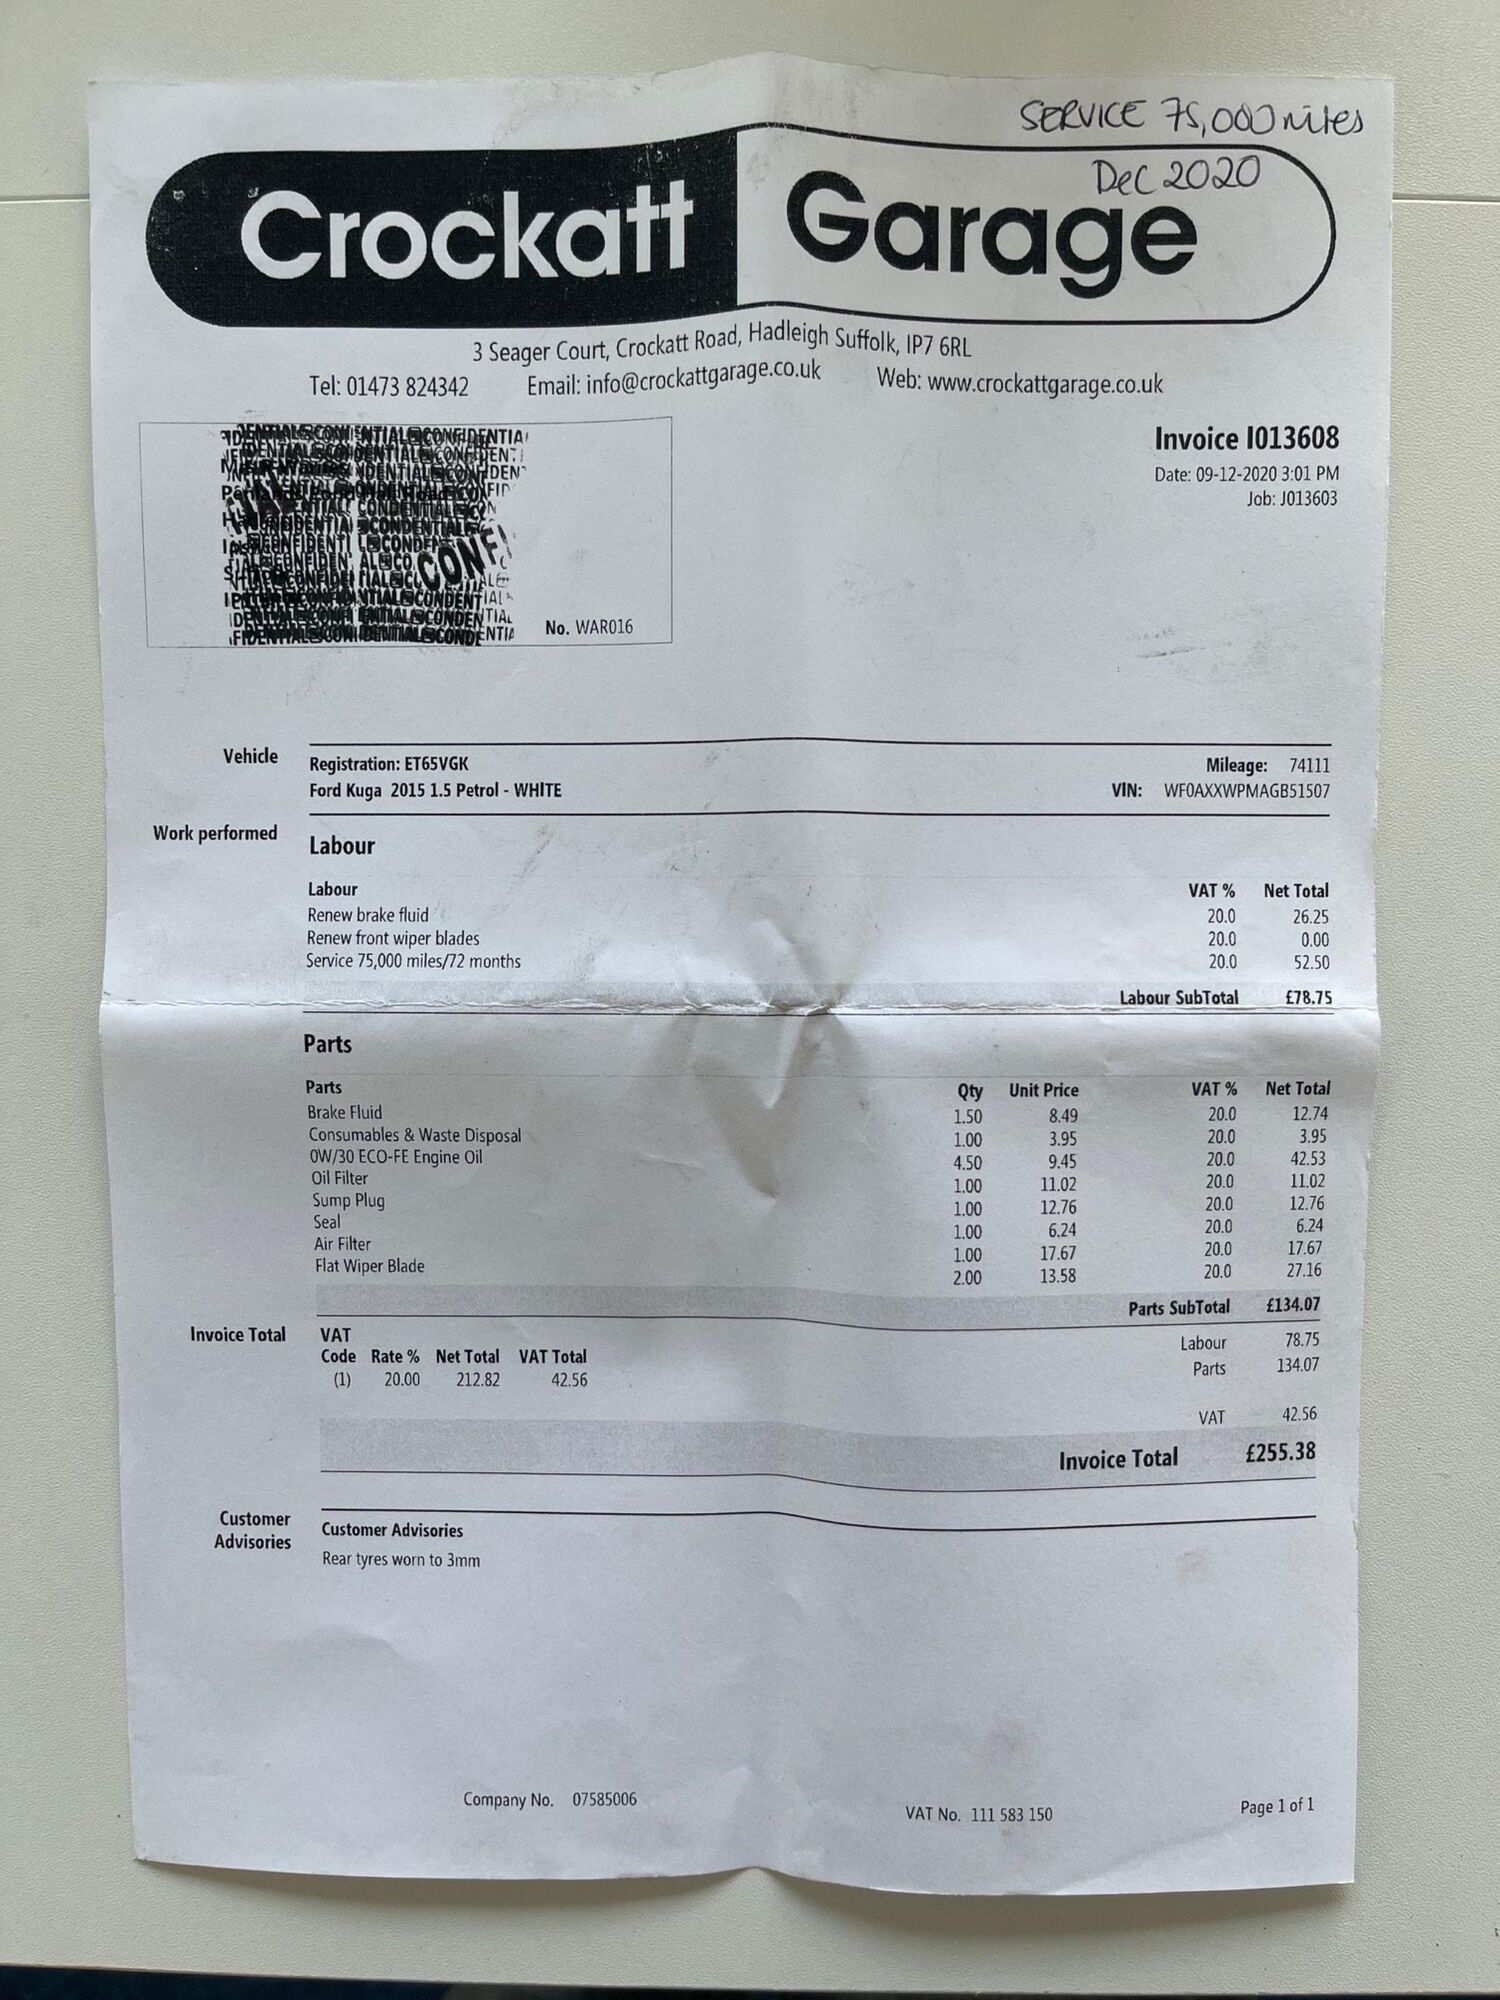 SERVICE 75,000 miles
Dec 2020
Crockatt Garage
3 Seager Court, Crockatt Road, Hadleigh Suffolk, IP7 6RL
Tel: 01473 824342 Email: info@crockattgarage.co.uk Web: www.crockattgarage.co.uk
Invoice I013608
Date: 09-12-2020 3:01 PM
Job: J013603
No. WAR016
Vehicle
Registration: ET65VGK Mileage: 74111
Ford Kuga 2015 1.5 Petrol - WHITE VIN: WF0AXXWPMAGB51507
Work performed
Labour
Labour VAT % Net Total
Renew brake fluid 20.0 26.25
Renew front wiper blades 20.0 0.00
Service 75,000 miles/72 months 20.0 52.50
Labour SubTotal £78.75
Parts
Parts Qty Unit Price VAT % Net Total
Brake Fluid 1.50 8.49 20.0 12.74
Consumables & Waste Disposal 1.00 3.95 20.0 3.95
0W/30 ECO-FE Engine Oil 4.50 9.45 20.0 42.53
Oil Filter 1.00 11.02 20.0 11.02
Sump Plug 1.00 12.76 20.0 12.76
Seal 1.00 6.24 20.0 6.24
Air Filter 1.00 17.67 20.0 17.67
Flat Wiper Blade 2.00 13.58 20.0 27.16
Parts SubTotal £134.07
Invoice Total
VAT
Code Rate % Net Total VAT Total
(1) 20.00 212.82 42.56
Labour 78.75
Parts 134.07
VAT 42.56
Invoice Total £255.38
Customer
Advisories
Customer Advisories
Rear tyres worn to 3mm
Company No. 07585006 VAT No. 111 583 150 Page 1 of 1